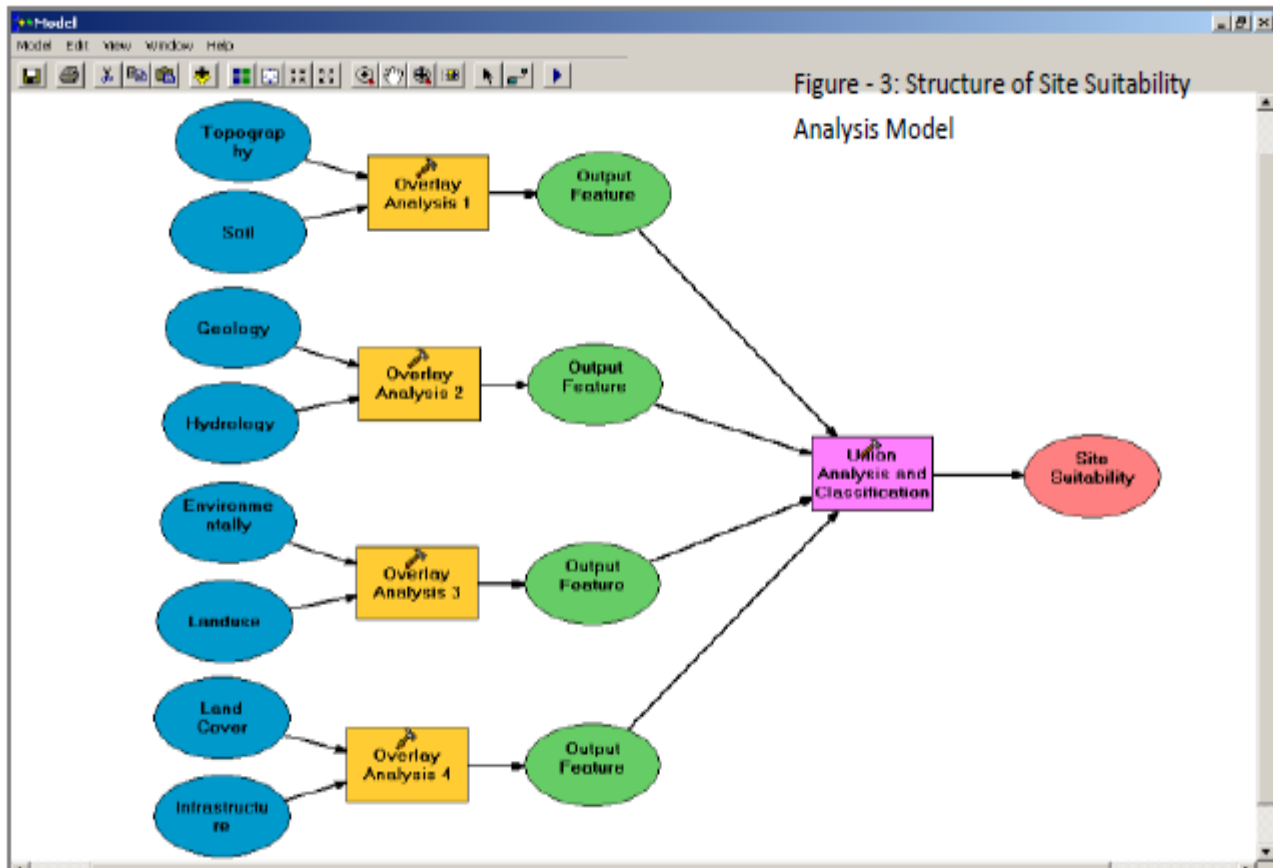 Model
Model Edit View Window Help
Figure - 3: Structure of Site Suitability
Analysis Model
Topograp
hy
Soil
Overlay
Analysis 1
Output
Feature
Geology
Hydrology
Overlay
Analysis 2
Output
Feature
Environme
ntally
Landuse
Overlay
Analysis 3
Output
Feature
Land
Cover
Infrastructu
re
Overlay
Analysis 4
Output
Feature
Union
Analysis and
Classification
Site
Suitability